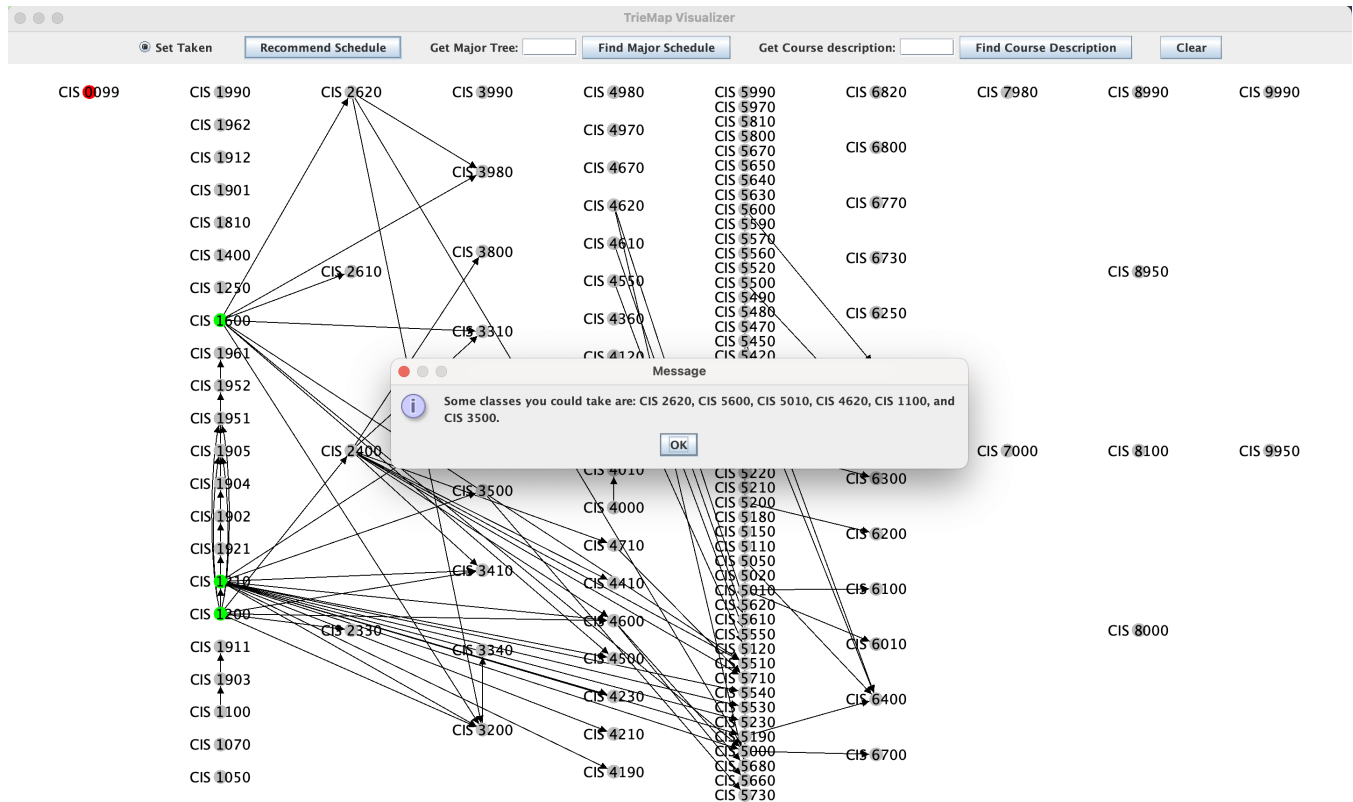 TrieMap Visualizer
Set Taken
Recommend Schedule
Get Major Tree:
Find Major Schedule
Get Course description:
Find Course Description
Clear
CIS 0099
CIS 1990
CIS 1962
CIS 1912
CIS 1901
CIS 1810
CIS 1400
CIS 1250
CIS 1600
CIS 1961
CIS 1952
CIS 1951
CIS 1905
CIS 1904
CIS 1902
CIS 1921
CIS 1210
CIS 1200
CIS 1911
CIS 1903
CIS 1100
CIS 1070
CIS 1050
CIS 2620
CIS 2610
CIS 2400
CIS 2330
CIS 3990
CIS 3980
CIS 3800
CIS 3310
CIS 3500
CIS 3410
CIS 3340
CIS 3200
CIS 4980
CIS 4970
CIS 4670
CIS 4620
CIS 4610
CIS 4550
CIS 4360
CIS 4120
CIS 4010
CIS 4000
CIS 4710
CIS 4410
CIS 4600
CIS 4500
CIS 4230
CIS 4210
CIS 4190
CIS 5990
CIS 5970
CIS 5810
CIS 5800
CIS 5670
CIS 5650
CIS 5640
CIS 5630
CIS 5600
CIS 5590
CIS 5570
CIS 5560
CIS 5520
CIS 5500
CIS 5490
CIS 5480
CIS 5470
CIS 5450
CIS 5420
CIS 5220
CIS 5210
CIS 5200
CIS 5180
CIS 5150
CIS 5110
CIS 5050
CIS 5020
CIS 5010
CIS 5620
CIS 5610
CIS 5550
CIS 5120
CIS 5510
CIS 5710
CIS 5540
CIS 5530
CIS 5230
CIS 5190
CIS 5000
CIS 5680
CIS 5660
CIS 5730
CIS 6820
CIS 6800
CIS 6770
CIS 6730
CIS 6250
CIS 6300
CIS 6200
CIS 6100
CIS 6010
CIS 6400
CIS 6700
CIS 7980
CIS 7000
CIS 8990
CIS 8950
CIS 8100
CIS 8000
CIS 9990
CIS 9950
Message
Some classes you could take are: CIS 2620, CIS 5600, CIS 5010, CIS 4620, CIS 1100, and
CIS 3500.
OK